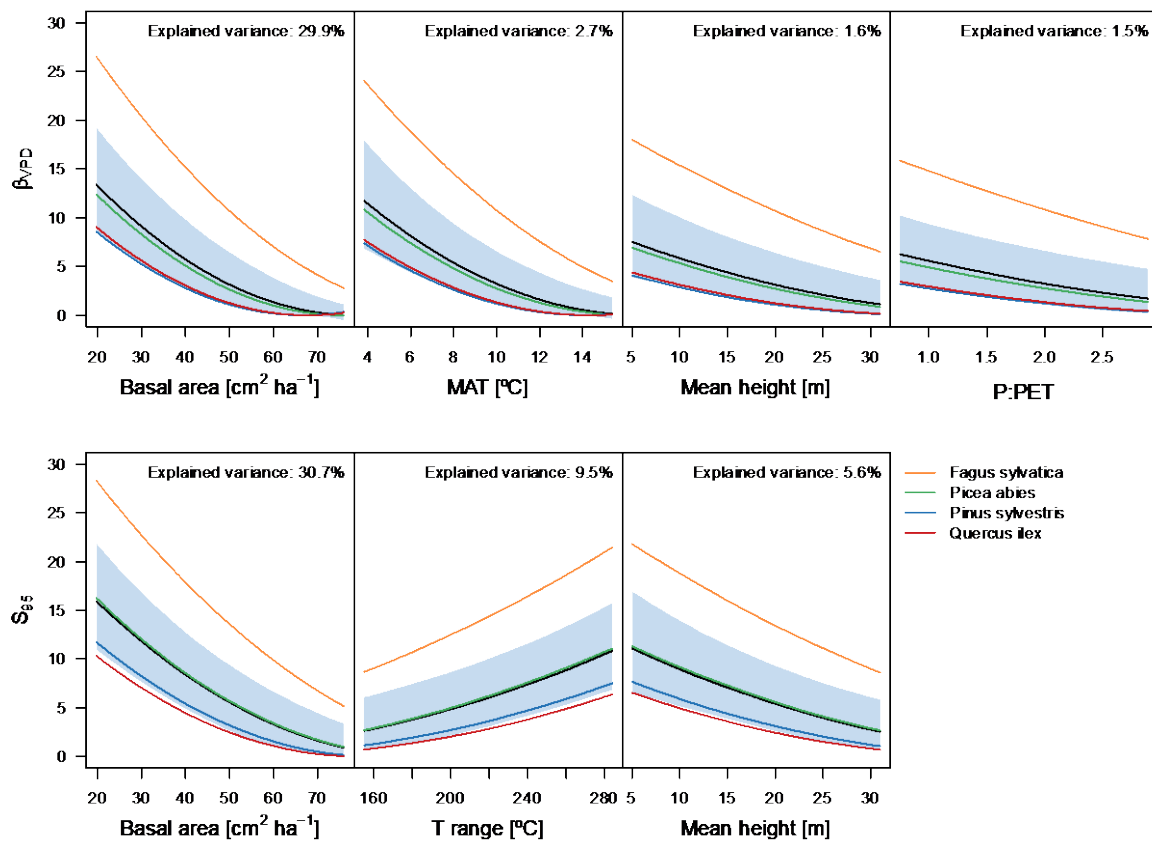 Explained variance: 29.9%
Explained variance: 2.7%
Explained variance: 1.6%
Explained variance: 1.5%
30
25
20
15
10
5
0
βVPD
20 30 40 50 60 70
4 6 8 10 12 14
5 10 15 20 25 30
1.0 1.5 2.0 2.5
Basal area [cm² ha⁻¹]
MAT [ºC]
Mean height [m]
P:PET
Explained variance: 30.7%
Explained variance: 9.5%
Explained variance: 5.6%
30
25
20
15
10
5
0
S95
20 30 40 50 60 70
160 200 240 280
5 10 15 20 25 30
Basal area [cm² ha⁻¹]
T range [ºC]
Mean height [m]
Fagus sylvatica
Picea abies
Pinus sylvestris
Quercus ilex